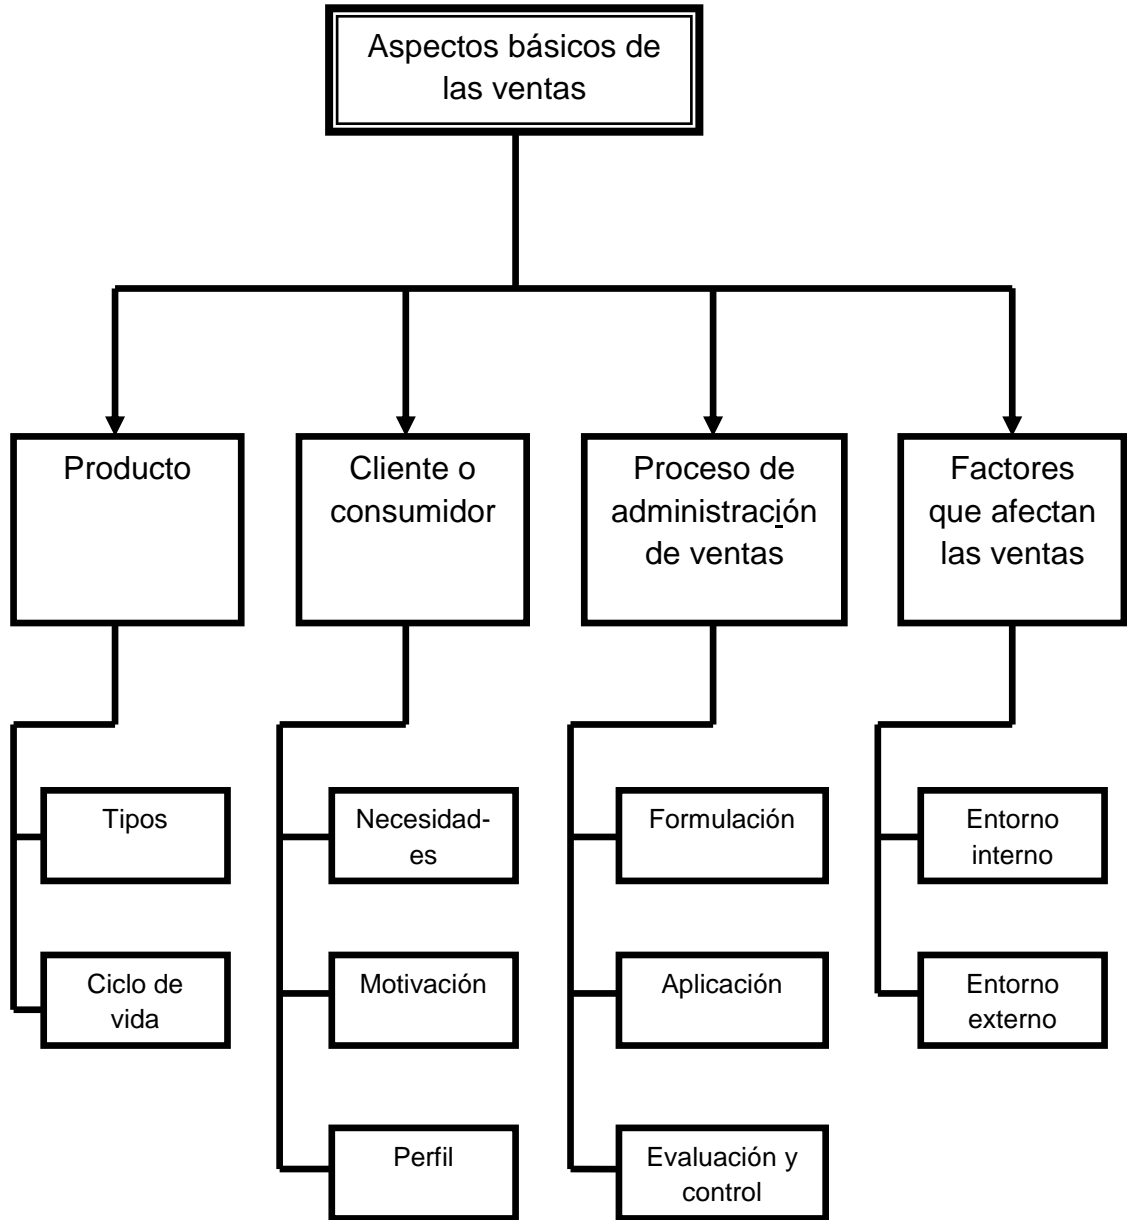 Aspectos básicos de
las ventas
Producto
Cliente o
consumidor
Proceso de
administración
de ventas
Factores
que afectan
las ventas
Tipos
Ciclo de
vida
Necesidad-
es
Motivación
Perfil
Formulación
Aplicación
Evaluación y
control
Entorno
interno
Entorno
externo